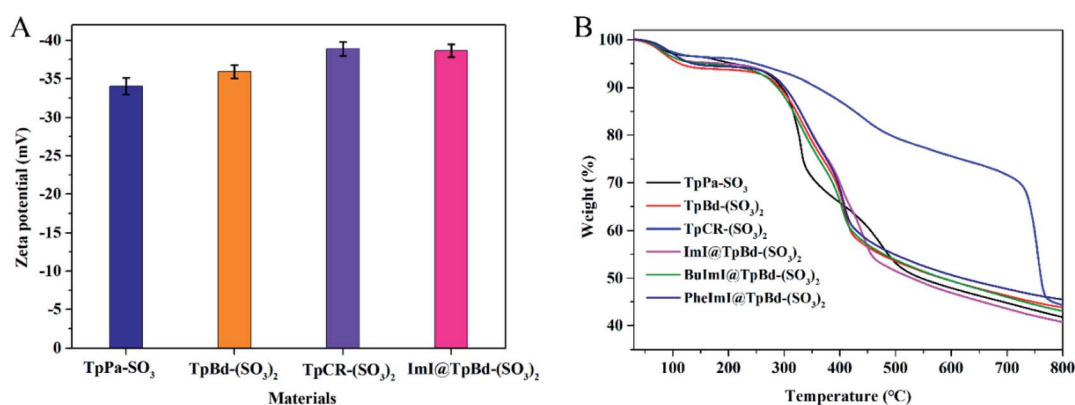 A
-40
-35
-30
-25
-20
-15
-10
-5
0
Zeta potential (mV)
TpPa-SO3 TpBd-(SO3)2 TpCR-(SO3)2 ImI@TpBd-(SO3)2
Materials
B
100
90
80
70
60
50
40
Weight (%)
TpPa-SO3
TpBd-(SO3)2
TpCR-(SO3)2
ImI@TpBd-(SO3)2
BuImI@TpBd-(SO3)2
PheImI@TpBd-(SO3)2
100 200 300 400 500 600 700 800
Temperature (°C)